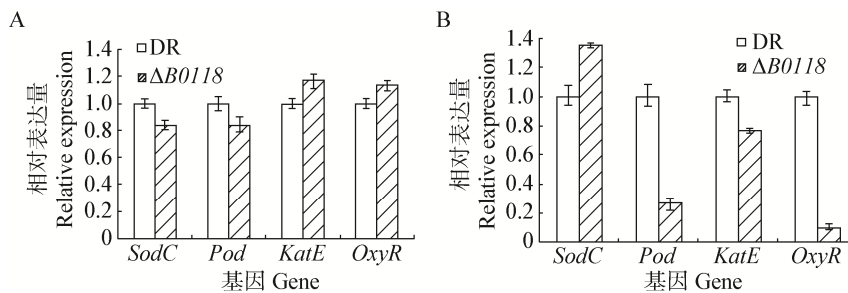 A
相对表达量
Relative expression
1.4
1.2
1.0
0.8
0.6
0.4
0.2
0
DR
ΔB0118
SodC Pod KatE OxyR
基因 Gene
B
相对表达量
Relative expression
1.4
1.2
1.0
0.8
0.6
0.4
0.2
0
DR
ΔB0118
SodC Pod KatE OxyR
基因 Gene